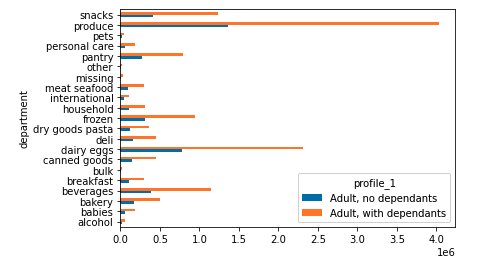 snacks
produce
pets
personal care
pantry
other
missing
meat seafood
international
household
frozen
dry goods pasta
deli
dairy eggs
canned goods
bulk
breakfast
beverages
bakery
babies
alcohol
department
profile_1
Adult, no dependants
Adult, with dependants
0.0 0.5 1.0 1.5 2.0 2.5 3.0 3.5 4.0
1e6